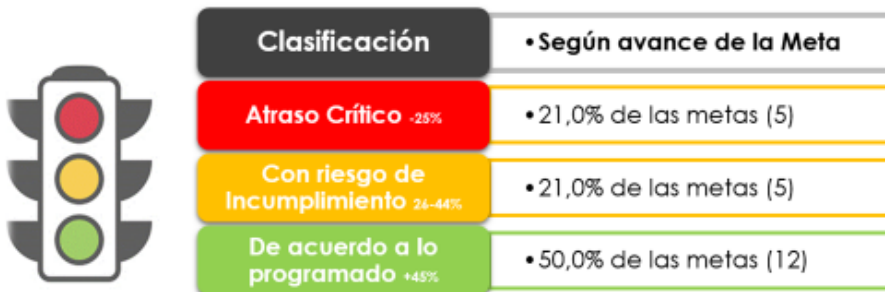 Clasificación
•Según avance de la Meta
Atraso Crítico -25%
•21,0% de las metas (5)
Con riesgo de
Incumplimiento 26-44%
•21,0% de las metas (5)
De acuerdo a lo
programado +45%
•50,0% de las metas (12)